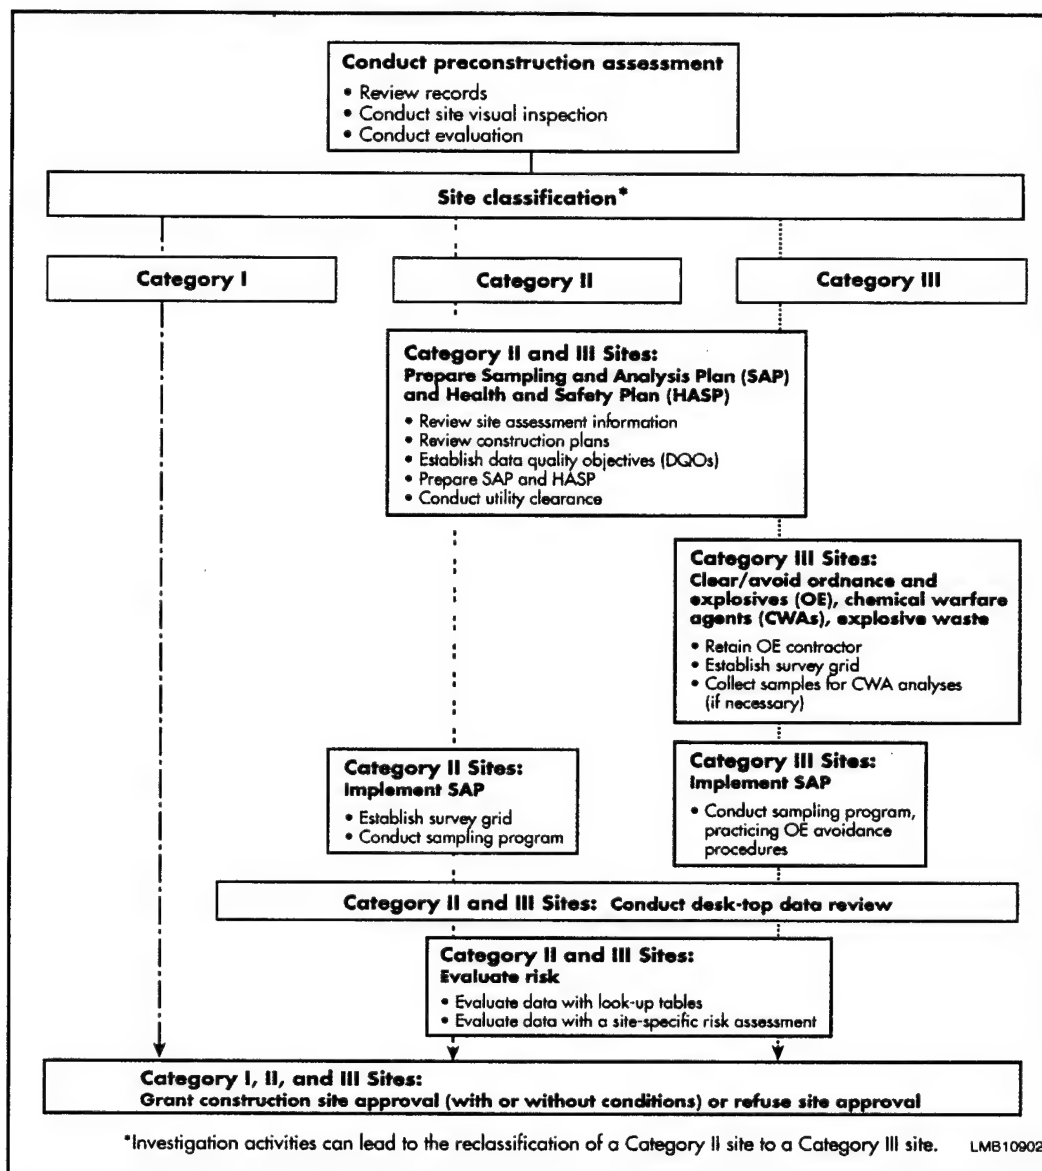 Conduct preconstruction assessment
• Review records
• Conduct site visual inspection
• Conduct evaluation
Site classification*
Category I
Category II
Category III
Category II and III Sites:
Prepare Sampling and Analysis Plan (SAP)
and Health and Safety Plan (HASP)
• Review site assessment information
• Review construction plans
• Establish data quality objectives (DQOs)
• Prepare SAP and HASP
• Conduct utility clearance
Category III Sites:
Clear/avoid ordnance and
explosives (OE), chemical warfare
agents (CWAs), explosive waste
• Retain OE contractor
• Establish survey grid
• Collect samples for CWA analyses
(if necessary)
Category II Sites:
Implement SAP
• Establish survey grid
• Conduct sampling program
Category III Sites:
Implement SAP
• Conduct sampling program,
practicing OE avoidance
procedures
Category II and III Sites: Conduct desk-top data review
Category II and III Sites:
Evaluate risk
• Evaluate data with look-up tables
• Evaluate data with a site-specific risk assessment
Category I, II, and III Sites:
Grant construction site approval (with or without conditions) or refuse site approval
*Investigation activities can lead to the reclassification of a Category II site to a Category III site.
LMB10902